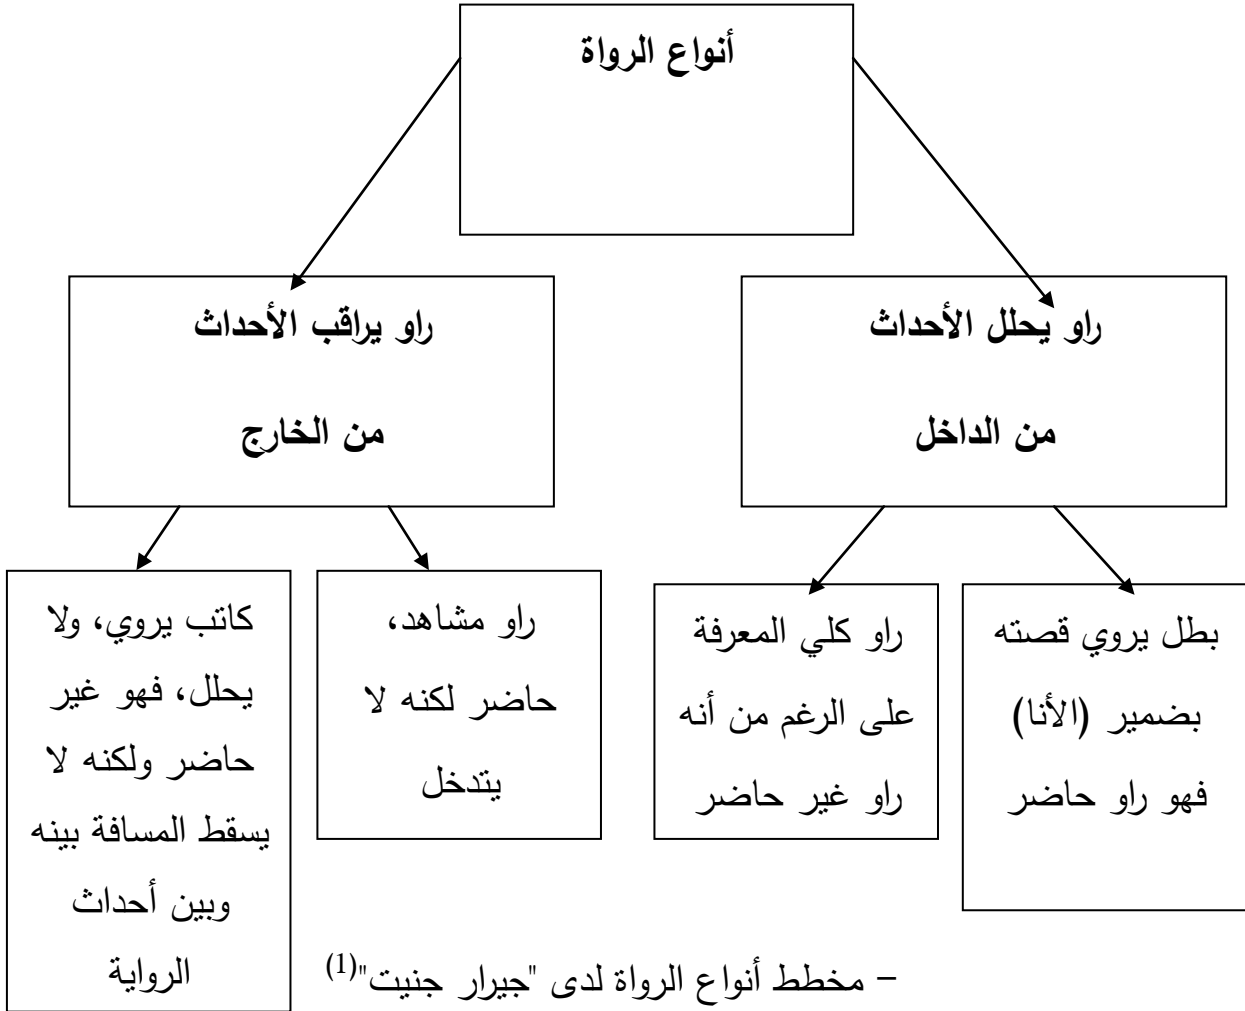 أنواع الرواة
راو يحلل الأحداث
من الداخل
راو يراقب الأحداث
من الخارج
بطل يروي قصته
بضمير (الأنا)
فهو راو حاضر
راو كلي المعرفة
على الرغم من أنه
راو غير حاضر
راو مشاهد،
حاضر لكنه لا
يتدخل
كاتب يروي، ولا
يحلل، فهو غير
حاضر ولكنه لا
يسقط المسافة بينه
وبين أحداث
الرواية
– مخطط أنواع الرواة لدى "جيرار جنيت"(1)